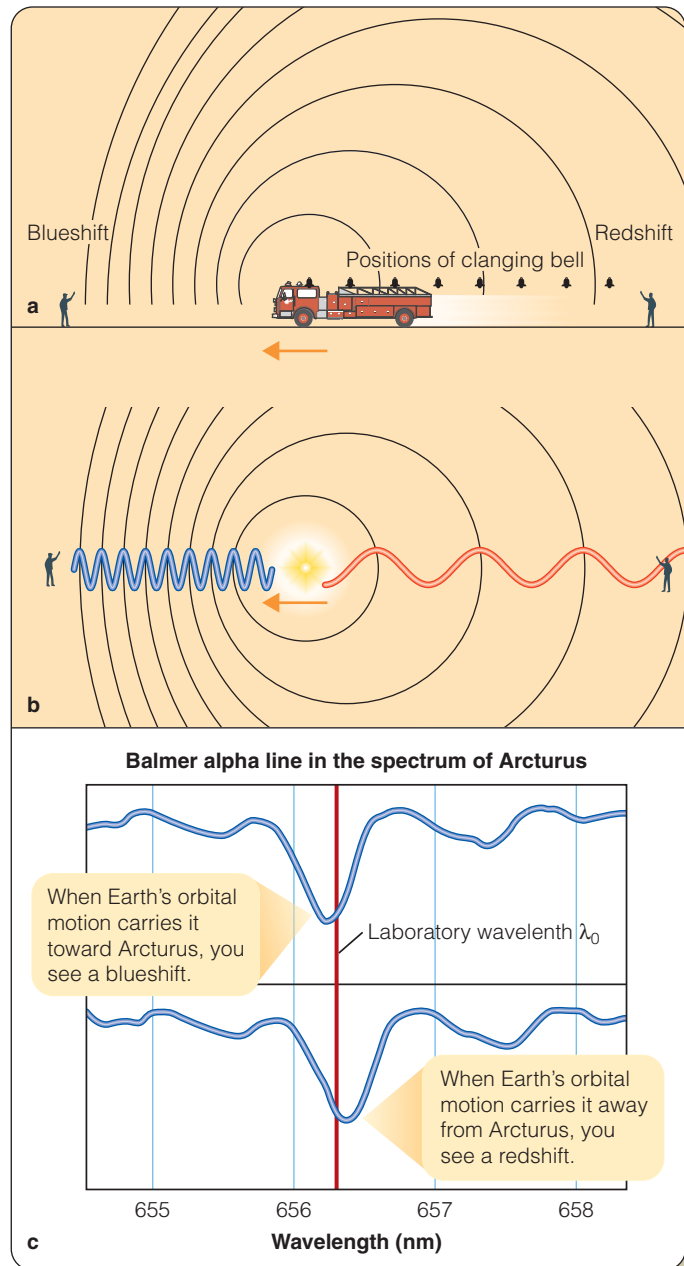 Blueshift
Redshift
Positions of clanging bell
a
b
Balmer alpha line in the spectrum of Arcturus
When Earth’s orbital
motion carries it
toward Arcturus, you
see a blueshift.
Laboratory wavelenth λ₀
When Earth’s orbital
motion carries it away
from Arcturus, you
see a redshift.
655 656 657 658
c
Wavelength (nm)